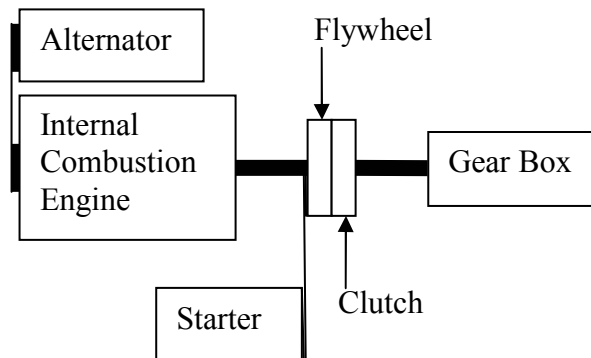 Alternator
Flywheel
Internal
Combustion
Engine
Gear Box
Clutch
Starter